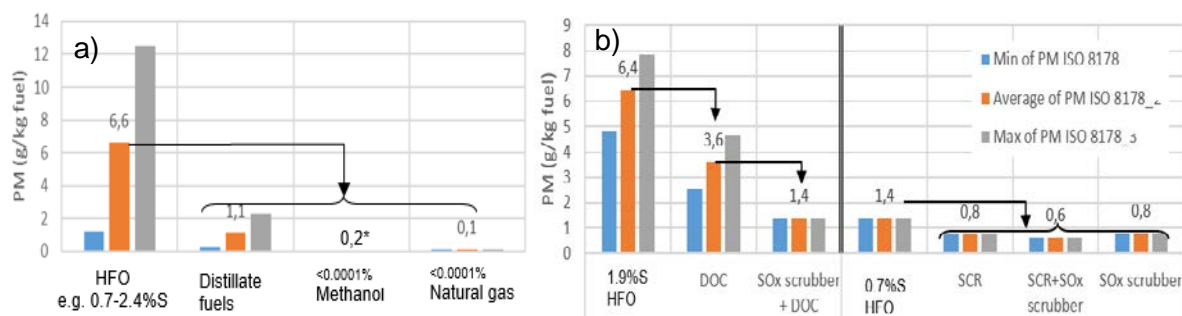 a)
PM (g/kg fuel)
14
12
10
8
6
4
2
0
6,6
1,1
0,2*
0,1
HFO
e.g. 0.7-2.4%S
Distillate
fuels
<0.0001%
Methanol
<0.0001%
Natural gas
b)
PM (g/kg fuel)
9
8
7
6
5
4
3
2
1
0
6,4
3,6
1,4
1,4
0,8
0,6
0,8
Min of PM ISO 8178
Average of PM ISO 8178_2
Max of PM ISO 8178_3
1.9%S
HFO
DOC
SOx scrubber
+ DOC
0.7%S
HFO
SCR
SCR+SOx
scrubber
SOx scrubber